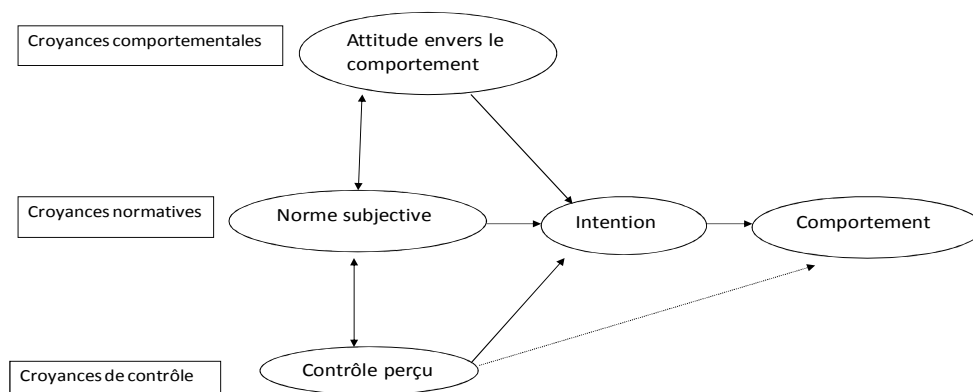 Croyances comportementales
Attitude envers le
comportement
Croyances normatives
Norme subjective
Intention
Comportement
Croyances de contrôle
Contrôle perçu